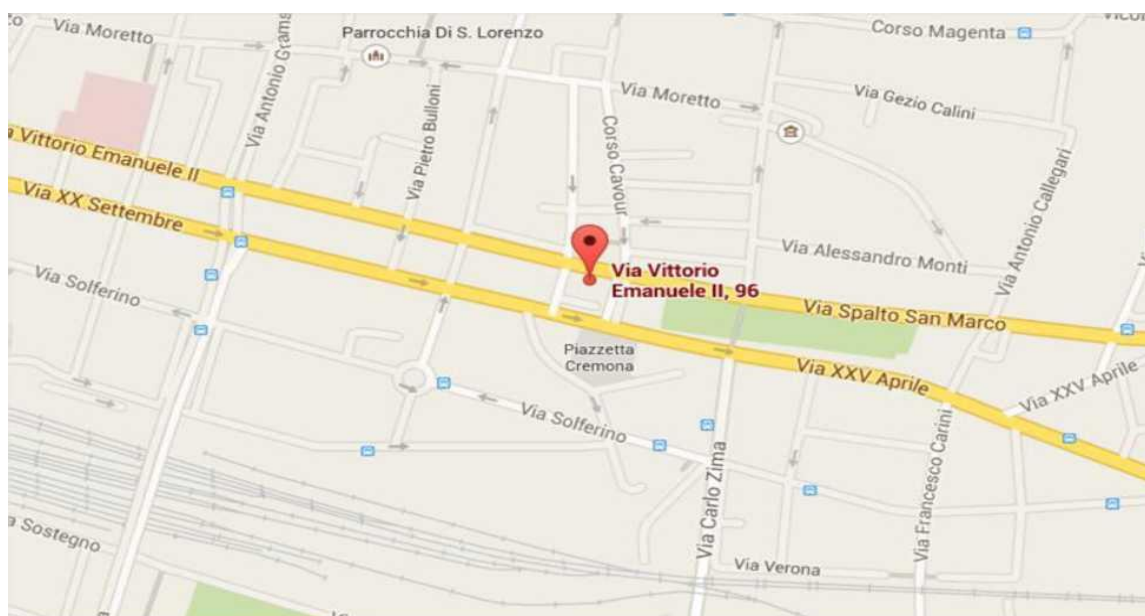 Via Moretto
Parrocchia Di S. Lorenzo
Corso Magenta
Via Antonio Grams
Via Pietro Bulloni
Via Moretto
Corso Cavour
Via Gezio Calini
Via Antonio Callegari
Vittorio Emanuele II
Via XX Settembre
Via Alessandro Monti
Via Vittorio
Emanuele II, 96
Via Solferino
Via Spalto San Marco
Piazzetta
Cremona
Via XXV Aprile
Via XXV Aprile
Via Solferino
Via Carlo Zima
Via Francesco Carini
Sostegno
Via Verona